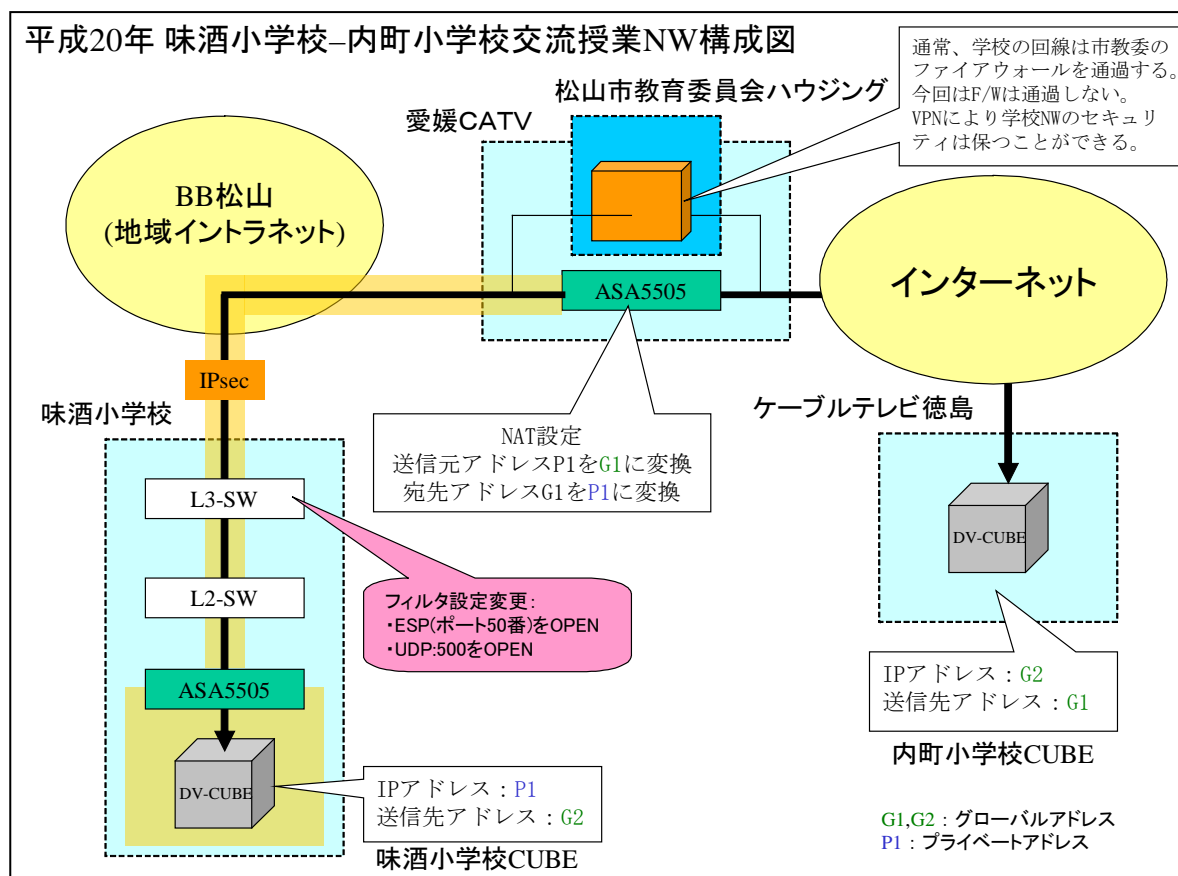 平成20年 味酒小学校–内町小学校交流授業NW構成図
通常、学校の回線は市教委の
ファイアウォールを通過する。
今回はF/Wは通過しない。
VPNにより学校NWのセキュリ
ティは保つことができる。
松山市教育委員会ハウジング
愛媛CATV
BB松山
(地域イントラネット)
インターネット
ASA5505
IPsec
味酒小学校
ケーブルテレビ徳島
NAT設定
送信元アドレスP1をG1に変換
宛先アドレスG1をP1に変換
L3-SW
DV-CUBE
L2-SW
フィルタ設定変更：
・ESP(ポート50番)をOPEN
・UDP:500をOPEN
ASA5505
IPアドレス：G2
送信先アドレス：G1
内町小学校CUBE
DV-CUBE
IPアドレス：P1
送信先アドレス：G2
味酒小学校CUBE
G1,G2：グローバルアドレス
P1：プライベートアドレス